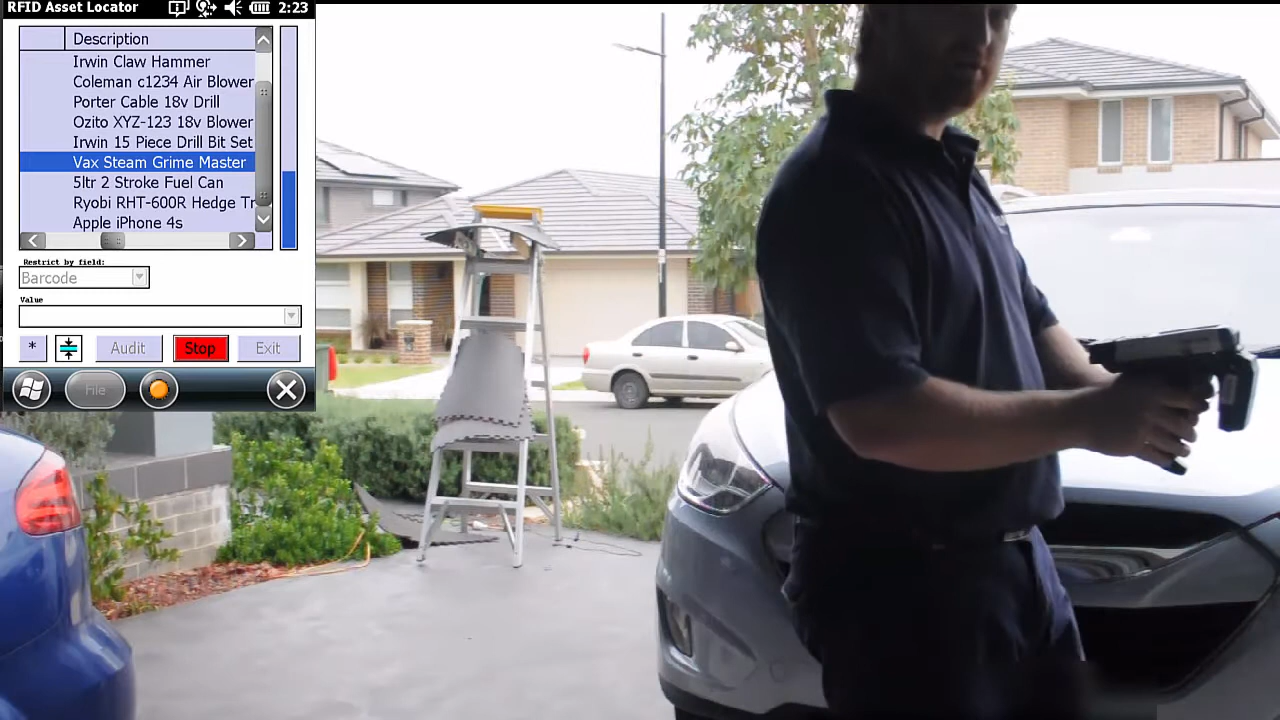 RFID Asset Locator 2:23
Description
Irwin Claw Hammer
Coleman c1234 Air Blower
Porter Cable 18v Drill
Ozito XYZ-123 18v Blower
Irwin 15 Piece Drill Bit Set
Vax Steam Grime Master
5ltr 2 Stroke Fuel Can
Ryobi RHT-600R Hedge Tr
Apple iPhone 4s
Restrict by field:
Barcode
Value
* Audit Stop Exit
File